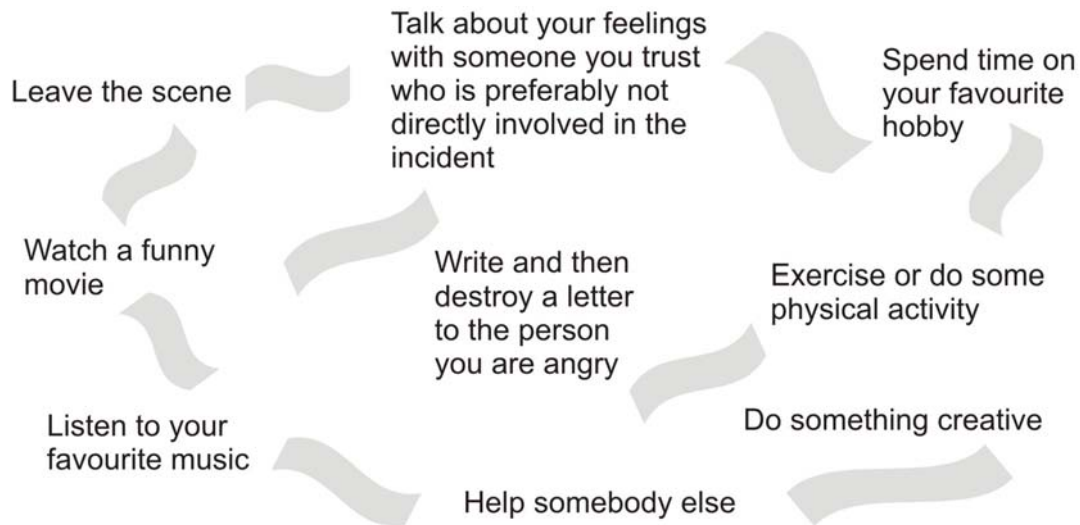 Talk about your feelings
with someone you trust
who is preferably not
directly involved in the
incident
Leave the scene
Spend time on
your favourite
hobby
Watch a funny
movie
Write and then
destroy a letter
to the person
you are angry
Exercise or do some
physical activity
Listen to your
favourite music
Do something creative
Help somebody else